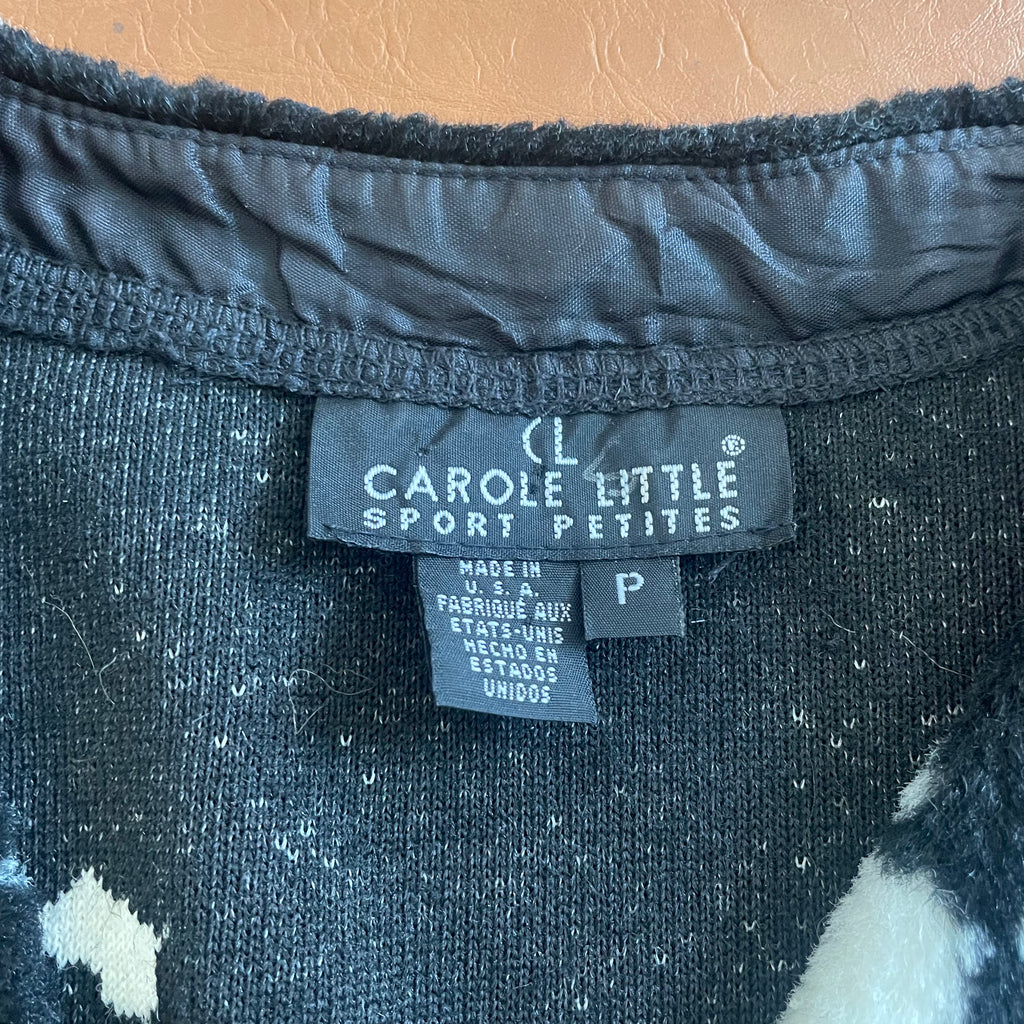 CL
CAROLE LITTLE ®
SPORT PETITES
MADE IN
U. S. A.
FABRIQUÉ AUX
ETATS-UNIS
HECHO EN
ESTADOS
UNIDOS
P